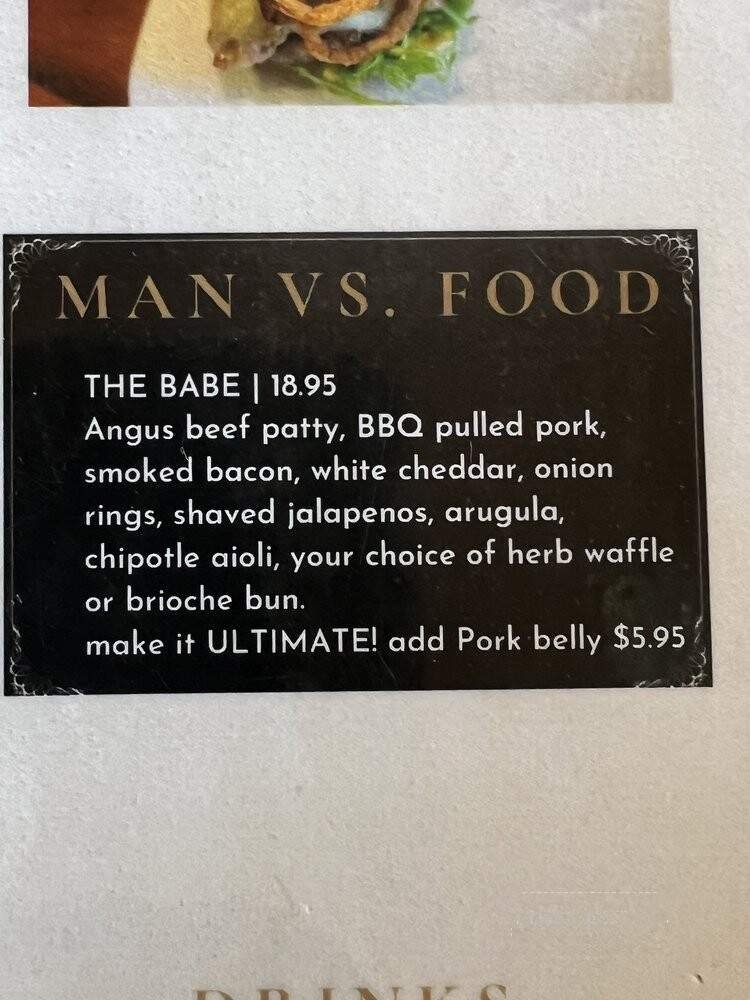 MAN VS. FOOD
THE BABE | 18.95
Angus beef patty, BBQ pulled pork,
smoked bacon, white cheddar, onion
rings, shaved jalapenos, arugula,
chipotle aioli, your choice of herb waffle
or brioche bun.
make it ULTIMATE! add Pork belly $5.95
DRINKS